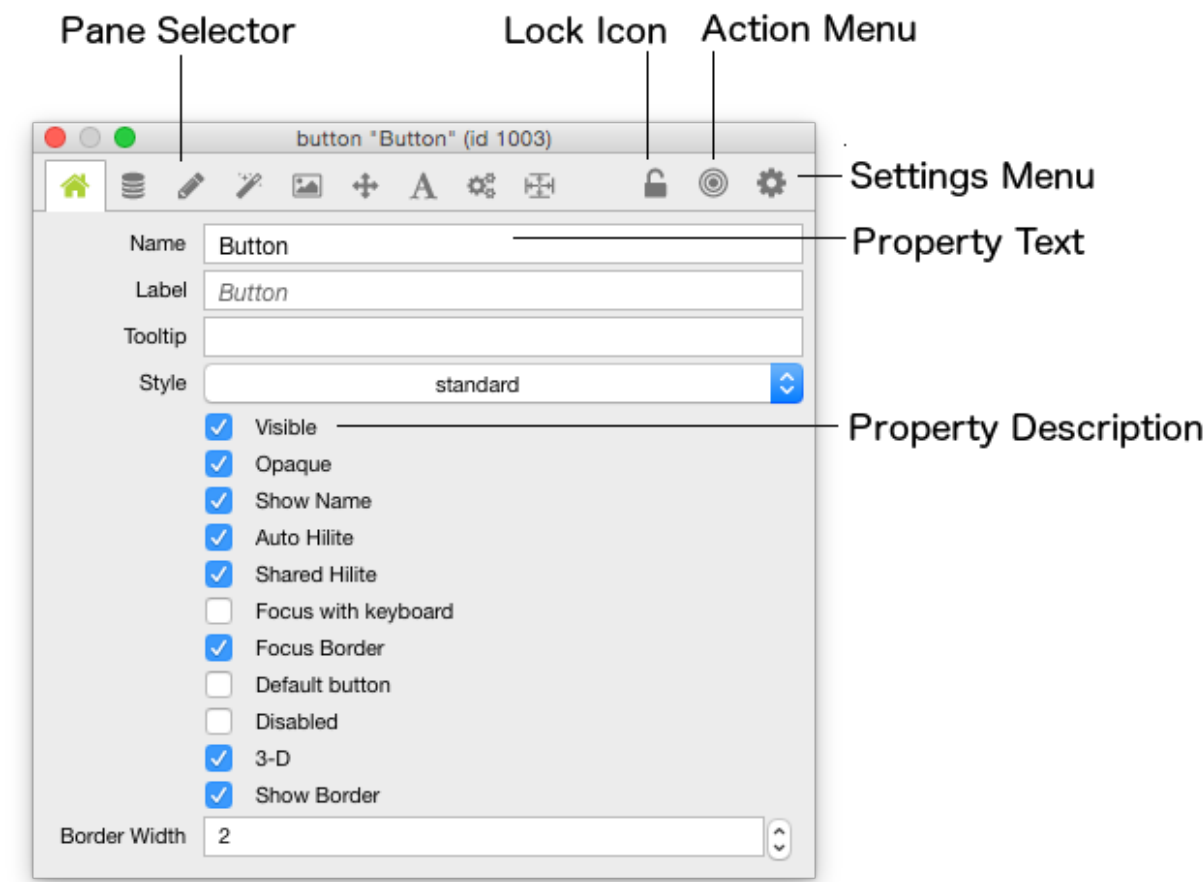 Pane Selector
Lock Icon
Action Menu
button "Button" (id 1003)
Settings Menu
Name
Button
Property Text
Label
Button
Tooltip
Style
standard
Visible
Property Description
Opaque
Show Name
Auto Hilite
Shared Hilite
Focus with keyboard
Focus Border
Default button
Disabled
3-D
Show Border
Border Width
2